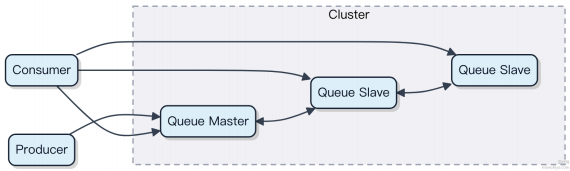 Cluster
Consumer
Queue Slave
Queue Slave
Queue Master
Producer